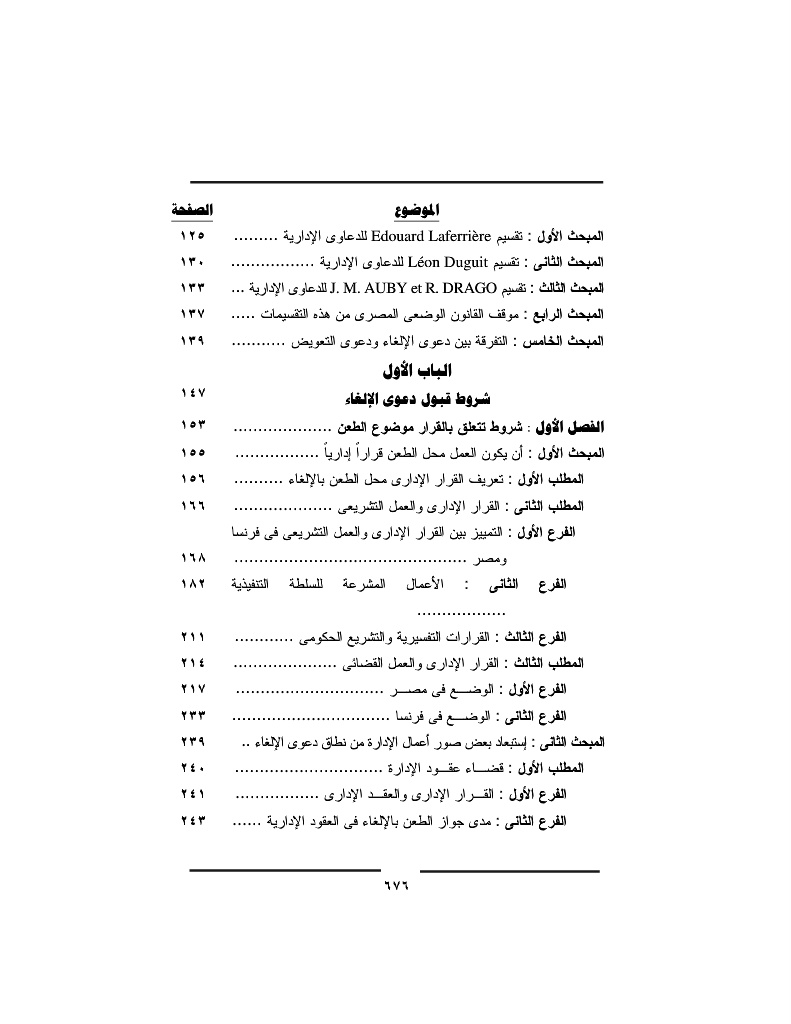 الموضوع الصفحة
المبحث الأول : تقسيم Edouard Laferrière للدعاوى الإدارية ......... ١٢٥
المبحث الثانى : تقسيم Léon Duguit للدعاوى الإدارية ................. ١٣٠
المبحث الثالث : تقسيم J. M. AUBY et R. DRAGO للدعاوى الإدارية ... ١٣٣
المبحث الرابع : موقف القانون الوضعى المصرى من هذه التقسيمات ..... ١٣٧
المبحث الخامس : التفرقة بين دعوى الإلغاء ودعوى التعويض ........... ١٣٩
الباب الأول
شروط قبول دعوى الإلغاء ١٤٧
الفصل الأول : شروط تتعلق بالقرار موضوع الطعن .................... ١٥٣
المبحث الأول : أن يكون العمل محل الطعن قراراً إدارياً ................. ١٥٥
المطلب الأول : تعريف القرار الإدارى محل الطعن بالإلغاء .......... ١٥٦
المطلب الثانى : القرار الإدارى والعمل التشريعى .................... ١٦٦
الفرع الأول : التمييز بين القرار الإدارى والعمل التشريعى فى فرنسا
ومصر ............................................... ١٦٨
الفرع الثانى : الأعمال المشرعة للسلطة التنفيذية ١٨٢
..................
الفرع الثالث : القرارات التفسيرية والتشريع الحكومى ............ ٢١١
المطلب الثالث : القرار الإدارى والعمل القضائى ..................... ٢١٤
الفرع الأول : الوضـــع فى مصـــر .............................. ٢١٧
الفرع الثانى : الوضـــع فى فرنسا ................................ ٢٣٣
المبحث الثانى : إستبعاد بعض صور أعمال الإدارة من نطاق دعوى الإلغاء .. ٢٣٩
المطلب الأول : قضـــاء عقـــود الإدارة .............................. ٢٤٠
الفرع الأول : القـــرار الإدارى والعقـــد الإدارى ................. ٢٤١
الفرع الثانى : مدى جواز الطعن بالإلغاء فى العقود الإدارية ...... ٢٤٣
٦٧٦